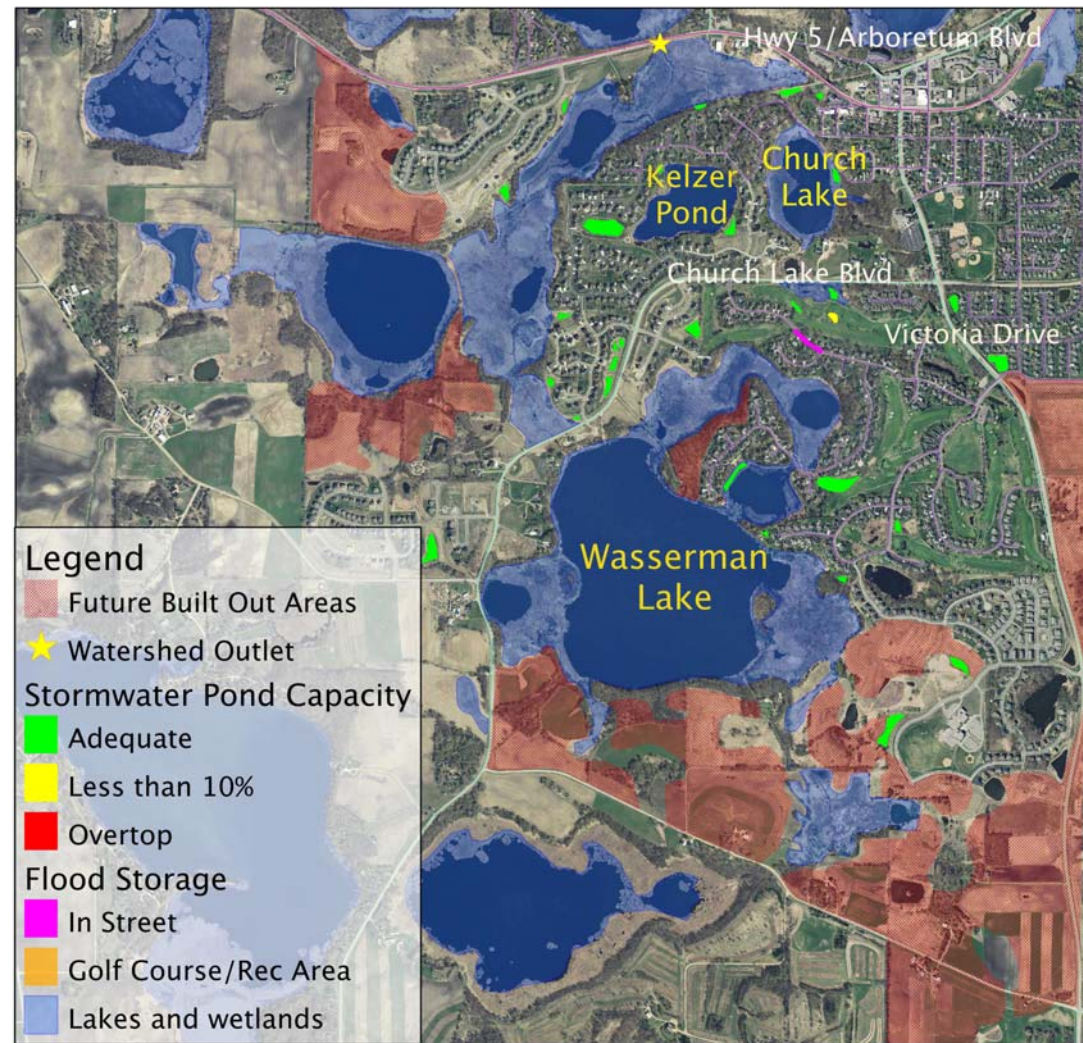 Hwy 5/Arboretum Blvd
Church
Lake
Kelzer
Pond
Church Lake Blvd
Victoria Drive
Wasserman
Lake
Legend
Future Built Out Areas
Watershed Outlet
Stormwater Pond Capacity
Adequate
Less than 10%
Overtop
Flood Storage
In Street
Golf Course/Rec Area
Lakes and wetlands